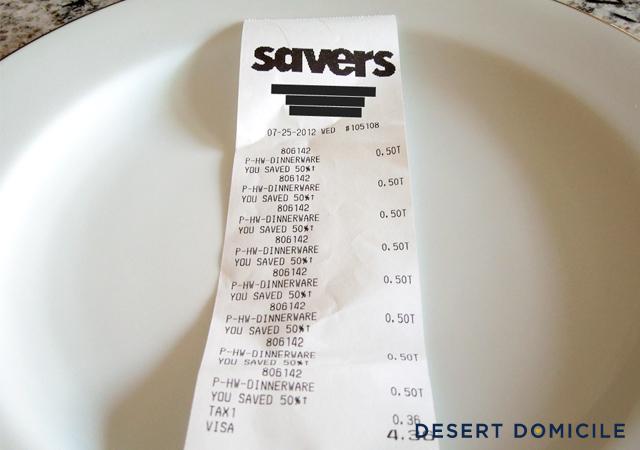 savers
07-25-2012 WED #105108
806142
P-HW-DINNERWARE 0.50T
YOU SAVED 50%↑
806142
P-HW-DINNERWARE 0.50T
YOU SAVED 50%↑
806142
P-HW-DINNERWARE 0.50T
YOU SAVED 50%↑
806142
P-HW-DINNERWARE 0.50T
YOU SAVED 50%↑
806142
P-HW-DINNERWARE 0.50T
YOU SAVED 50%↑
806142
P-HW-DINNERWARE 0.50T
YOU SAVED 50%↑
806142
P-HW-DINNERWARE 0.50T
YOU SAVED 50%↑
806142
P-HW-DINNERWARE 0.50T
YOU SAVED 50%↑
TAX1 0.36
VISA 4.36
DESERT DOMICILE